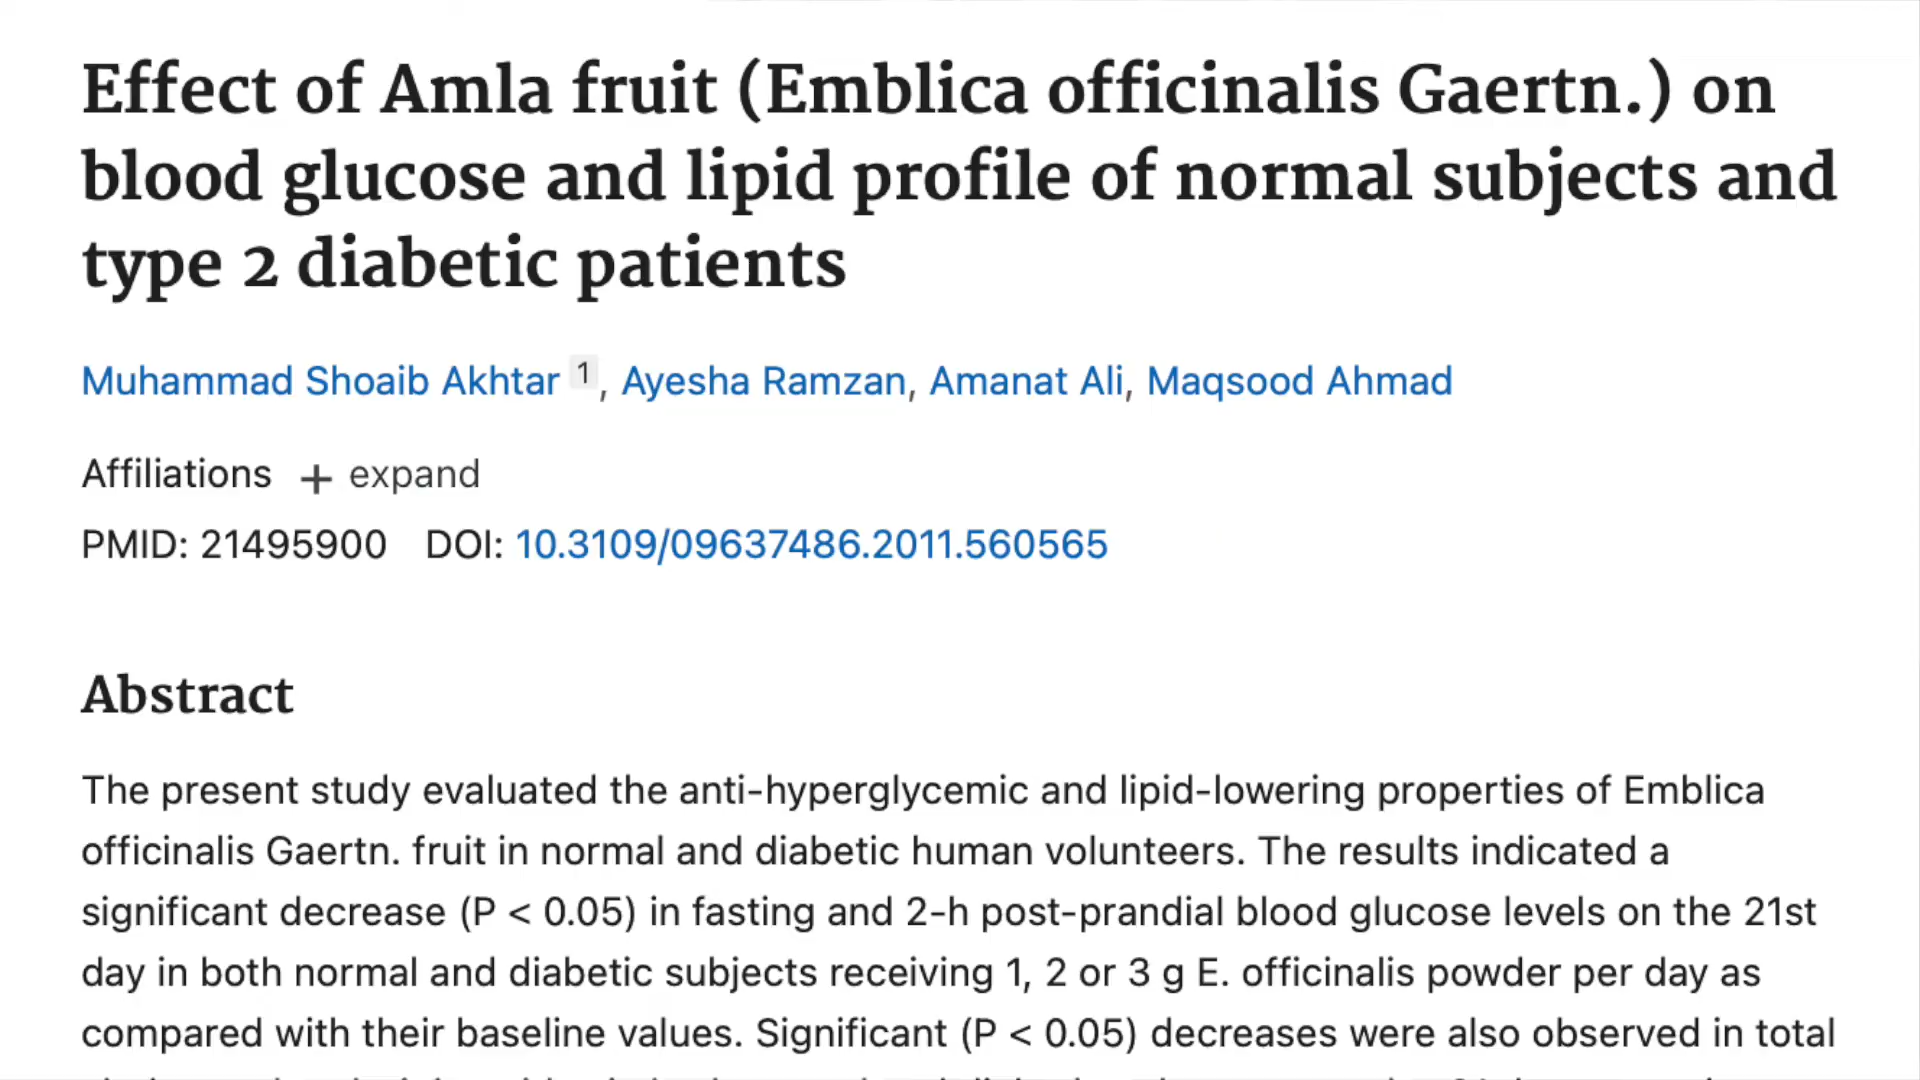 Effect of Amla fruit (Emblica officinalis Gaertn.) on
blood glucose and lipid profile of normal subjects and
type 2 diabetic patients
Muhammad Shoaib Akhtar 1, Ayesha Ramzan, Amanat Ali, Maqsood Ahmad
Affiliations + expand
PMID: 21495900 DOI: 10.3109/09637486.2011.560565
Abstract
The present study evaluated the anti-hyperglycemic and lipid-lowering properties of Emblica
officinalis Gaertn. fruit in normal and diabetic human volunteers. The results indicated a
significant decrease (P < 0.05) in fasting and 2-h post-prandial blood glucose levels on the 21st
day in both normal and diabetic subjects receiving 1, 2 or 3 g E. officinalis powder per day as
compared with their baseline values. Significant (P < 0.05) decreases were also observed in total